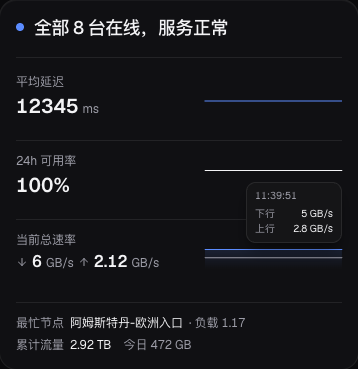 全部 8 台在线，服务正常
平均延迟
12345 ms
24h 可用率
100%
11:39:51
下行 5 GB/s
上行 2.8 GB/s
当前总速率
↓ 6 GB/s ↑ 2.12 GB/s
最忙节点 阿姆斯特丹-欧洲入口 · 负载 1.17
累计流量 2.92 TB 今日 472 GB